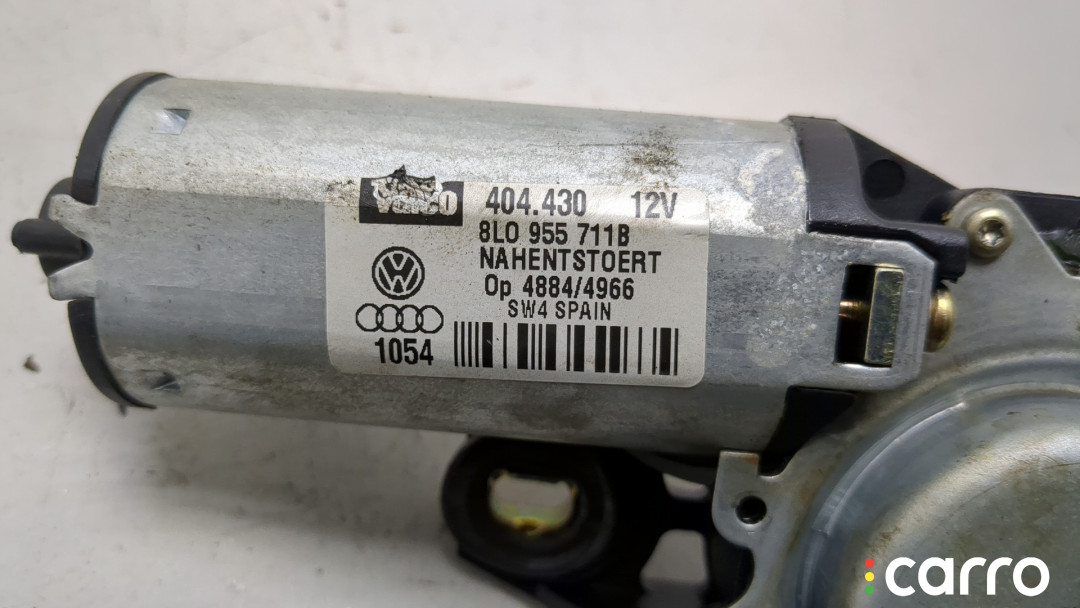 Valeo
404.430 12V
8L0 955 711B
NAHENTSTOERT
Op 4884/4966
SW4 SPAIN
1054
carro